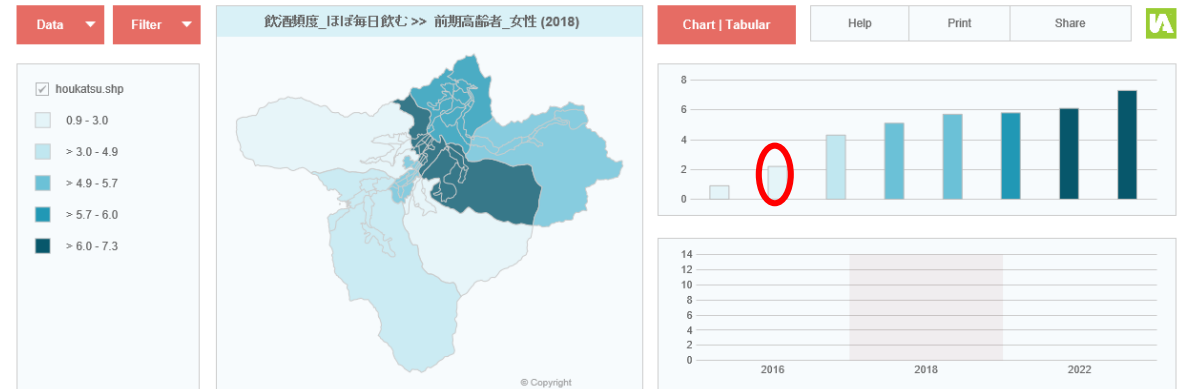 Data
Filter
飲酒頻度_ほぼ毎日飲む >> 前期高齢者_女性 (2018)
Chart | Tabular
Help
Print
Share
houkatsu.shp
0.9 - 3.0
> 3.0 - 4.9
> 4.9 - 5.7
> 5.7 - 6.0
> 6.0 - 7.3
© Copyright
8
6
4
2
0
14
12
10
8
6
4
2
0
2016
2018
2022